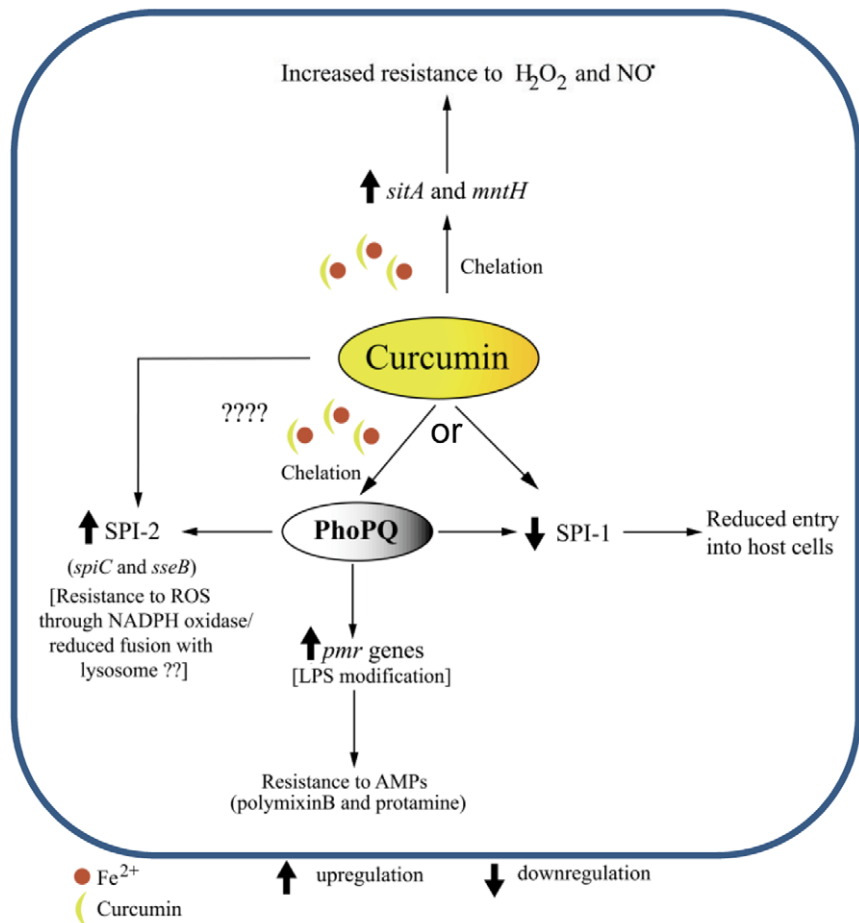 Increased resistance to H₂O₂ and NO•
sitA and mntH
Chelation
Curcumin
????
or
Chelation
SPI-2
PhoPQ
SPI-1
Reduced entry
into host cells
(spiC and sseB)
[Resistance to ROS
through NADPH oxidase/
reduced fusion with
lysosome ??]
pmr genes
[LPS modification]
Resistance to AMPs
(polymixinB and protamine)
Fe²⁺
upregulation
downregulation
Curcumin